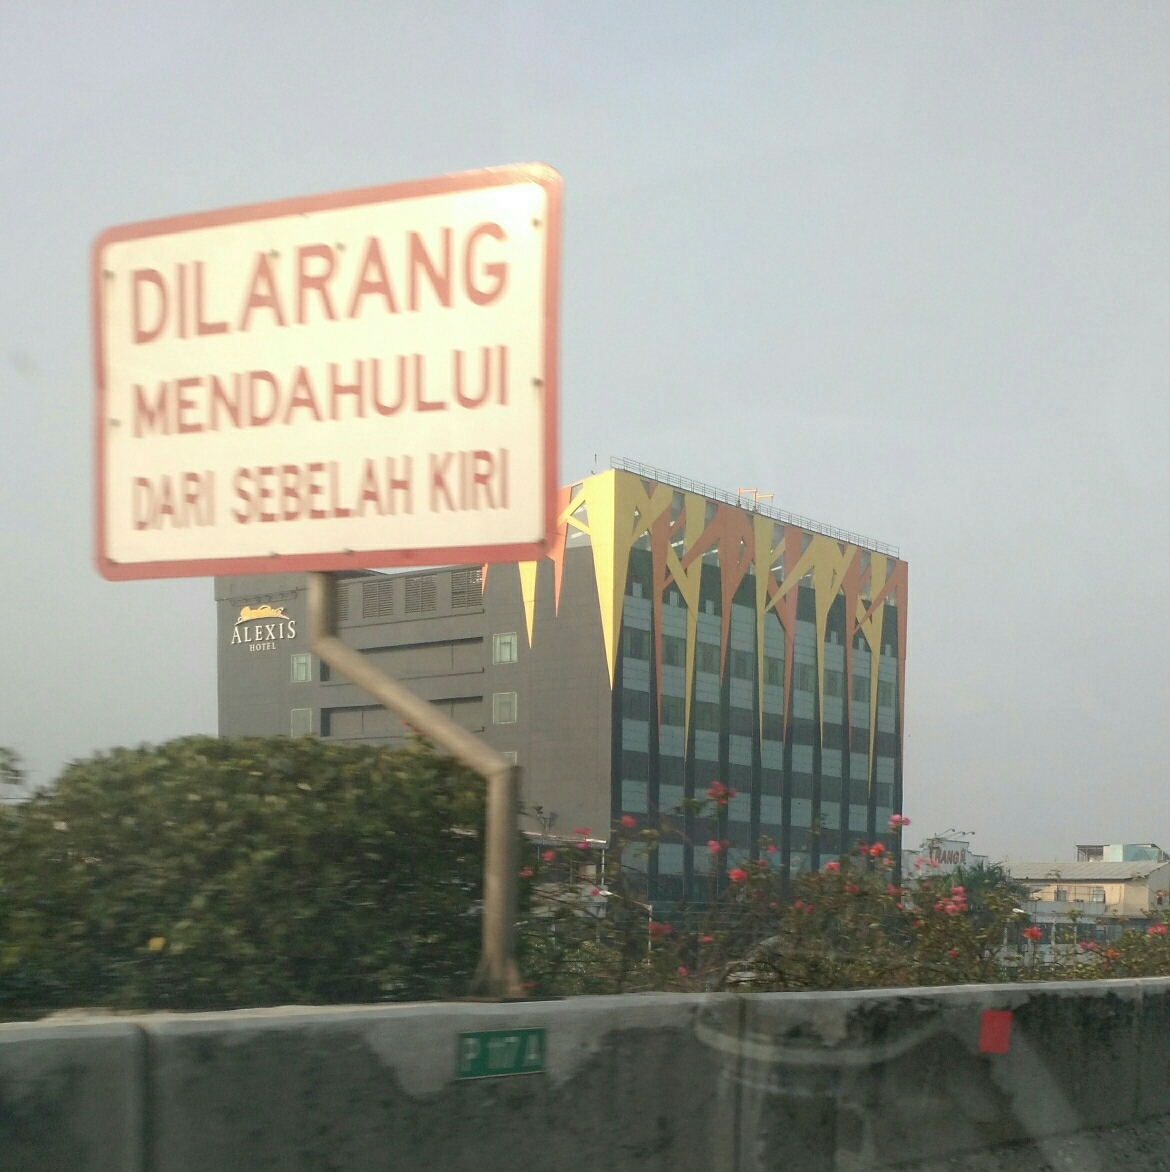 DILARANG
MENDAHULUI
DARI SEBELAH KIRI
ALEXIS
HOTEL